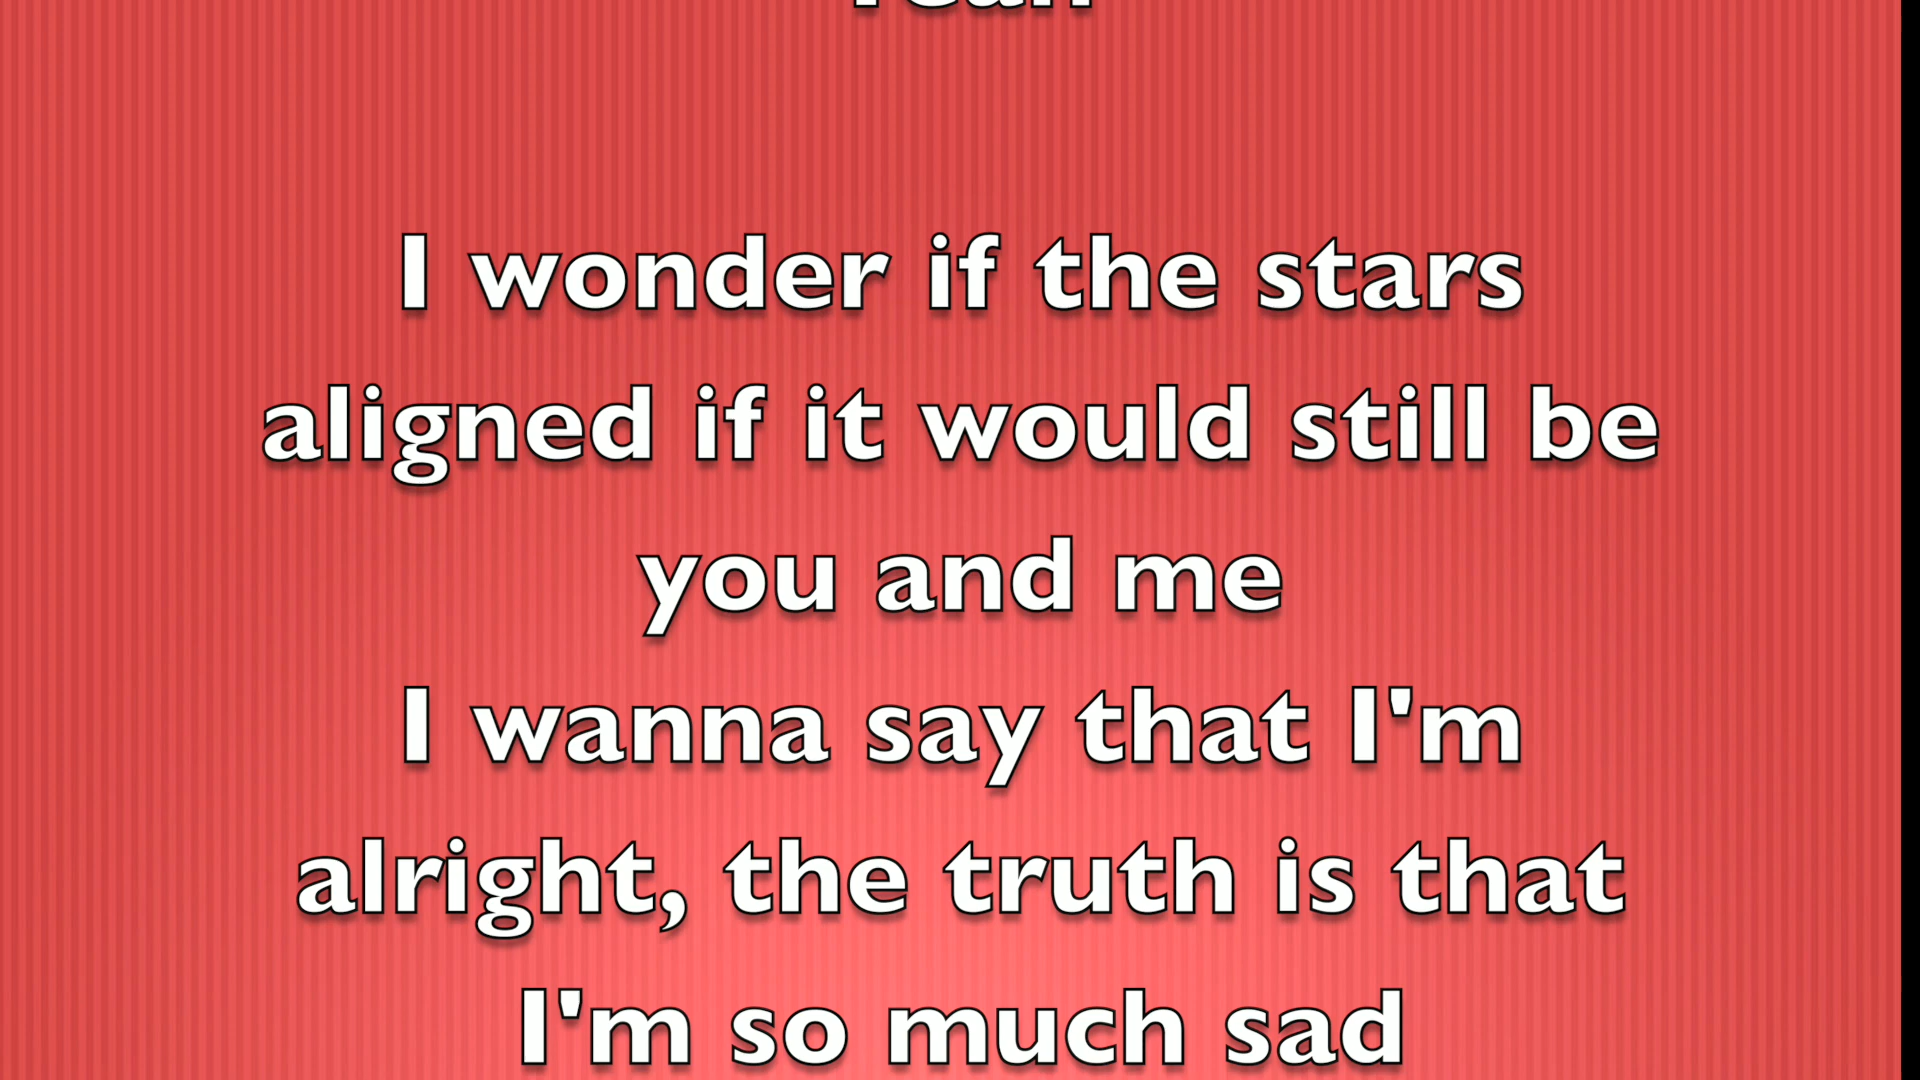 I wonder if the stars
aligned if it would still be
you and me
I wanna say that I'm
alright, the truth is that
I'm so much sad